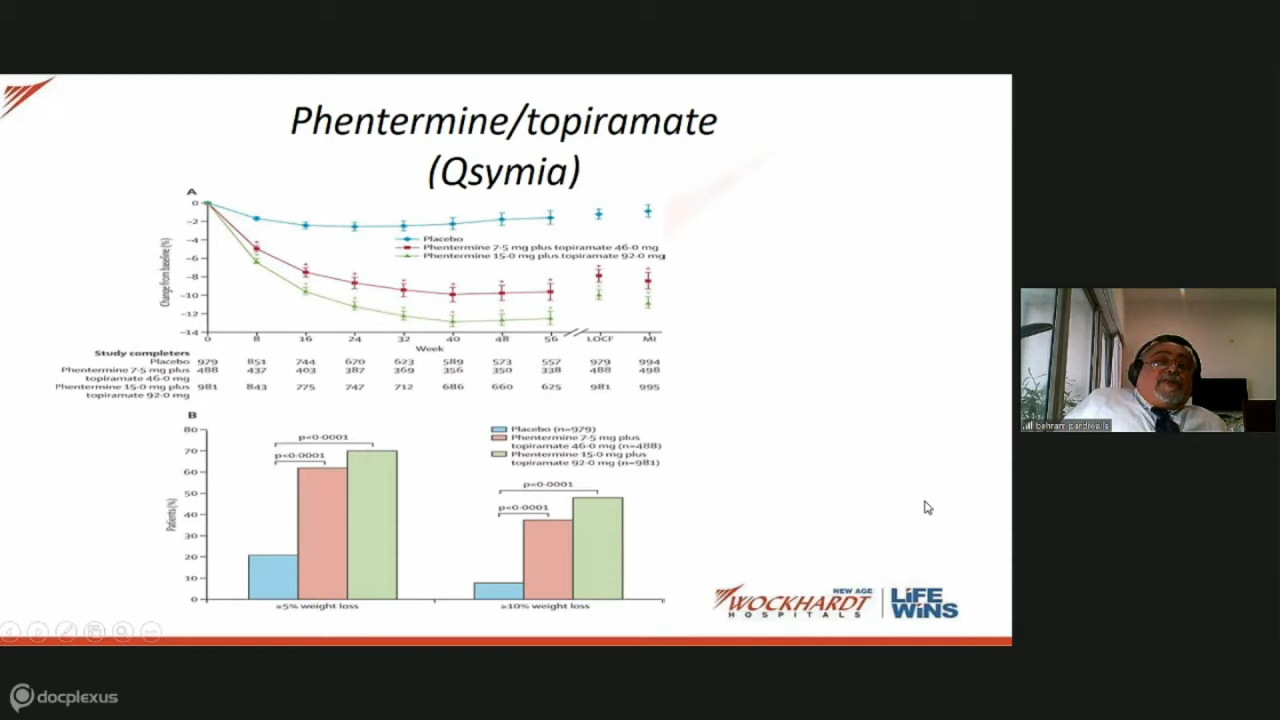 Phentermine/topiramate
(Qsymia)
A
0
-2
-4
-6
-8
-10
-12
-14
Change from baseline (%)
Placebo
Phentermine 7·5 mg plus topiramate 46·0 mg
Phentermine 15·0 mg plus topiramate 92·0 mg
0 8 16 24 32 40 48 56 LOCF MI
Week
Study completers
Placebo 979 851 744 670 623 589 573 557 979 994
Phentermine 7·5 mg plus 488 437 403 387 369 356 350 338 488 498
topiramate 46·0 mg
Phentermine 15·0 mg plus 981 843 775 747 712 686 660 625 981 995
topiramate 92·0 mg
B
80
70
60
50
40
30
20
10
0
Patients (%)
p<0·0001
p<0·0001
p<0·0001
p<0·0001
Placebo (n=979)
Phentermine 7·5 mg plus
topiramate 46·0 mg (n=488)
Phentermine 15·0 mg plus
topiramate 92·0 mg (n=981)
≥5% weight loss
≥10% weight loss
NEW AGE
WOCKHARDT
HOSPITALS
LiFE
WiNS
behram pardiwalla
docplexus